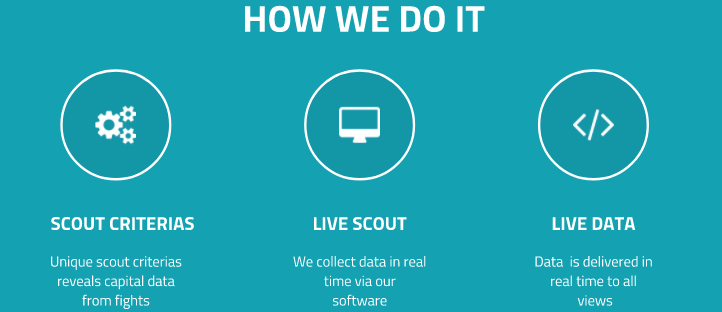 HOW WE DO IT
SCOUT CRITERIAS
Unique scout criterias
reveals capital data
from fights
LIVE SCOUT
We collect data in real
time via our
software
LIVE DATA
Data  is delivered in
real time to all
views